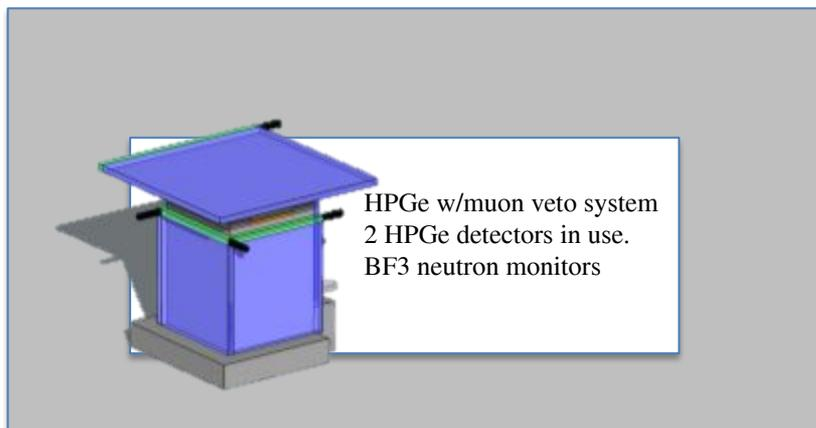 HPGe w/muon veto system
2 HPGe detectors in use.
BF3 neutron monitors